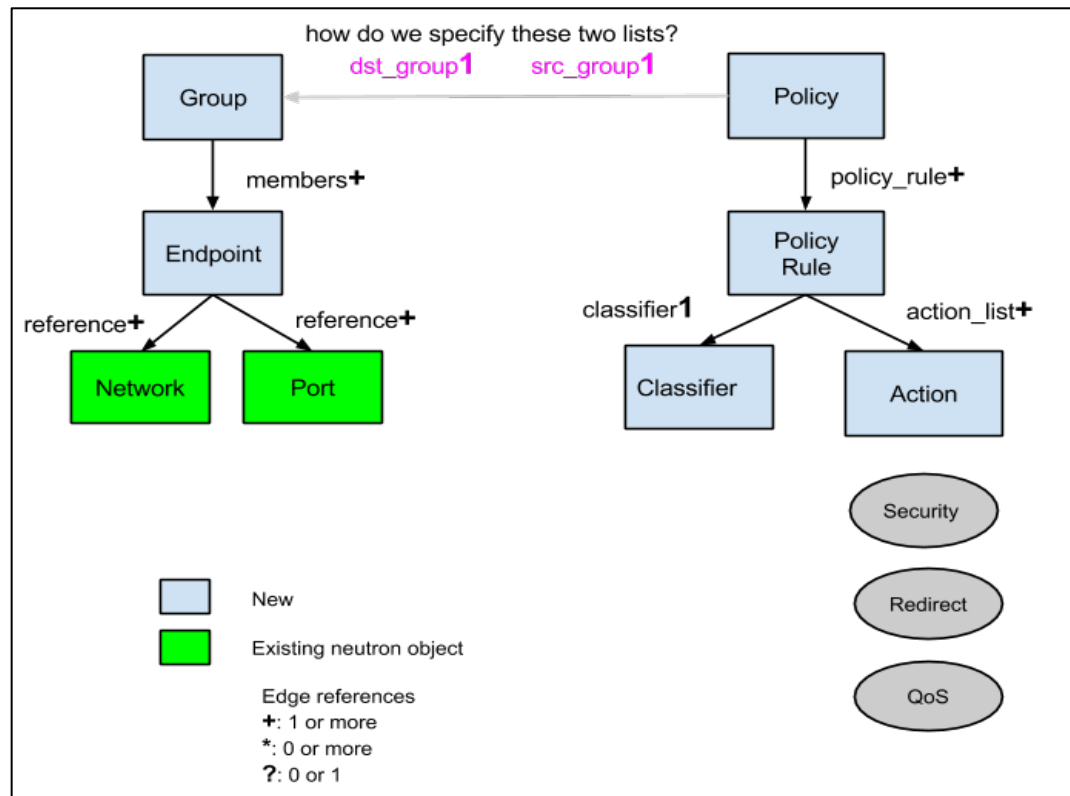 how do we specify these two lists?
dst_group1 src_group1
Group
Policy
members+
policy_rule+
Endpoint
Policy
Rule
reference+
reference+
classifier1
action_list+
Network
Port
Classifier
Action
Security
Redirect
QoS
New
Existing neutron object
Edge references
+: 1 or more
*: 0 or more
?: 0 or 1